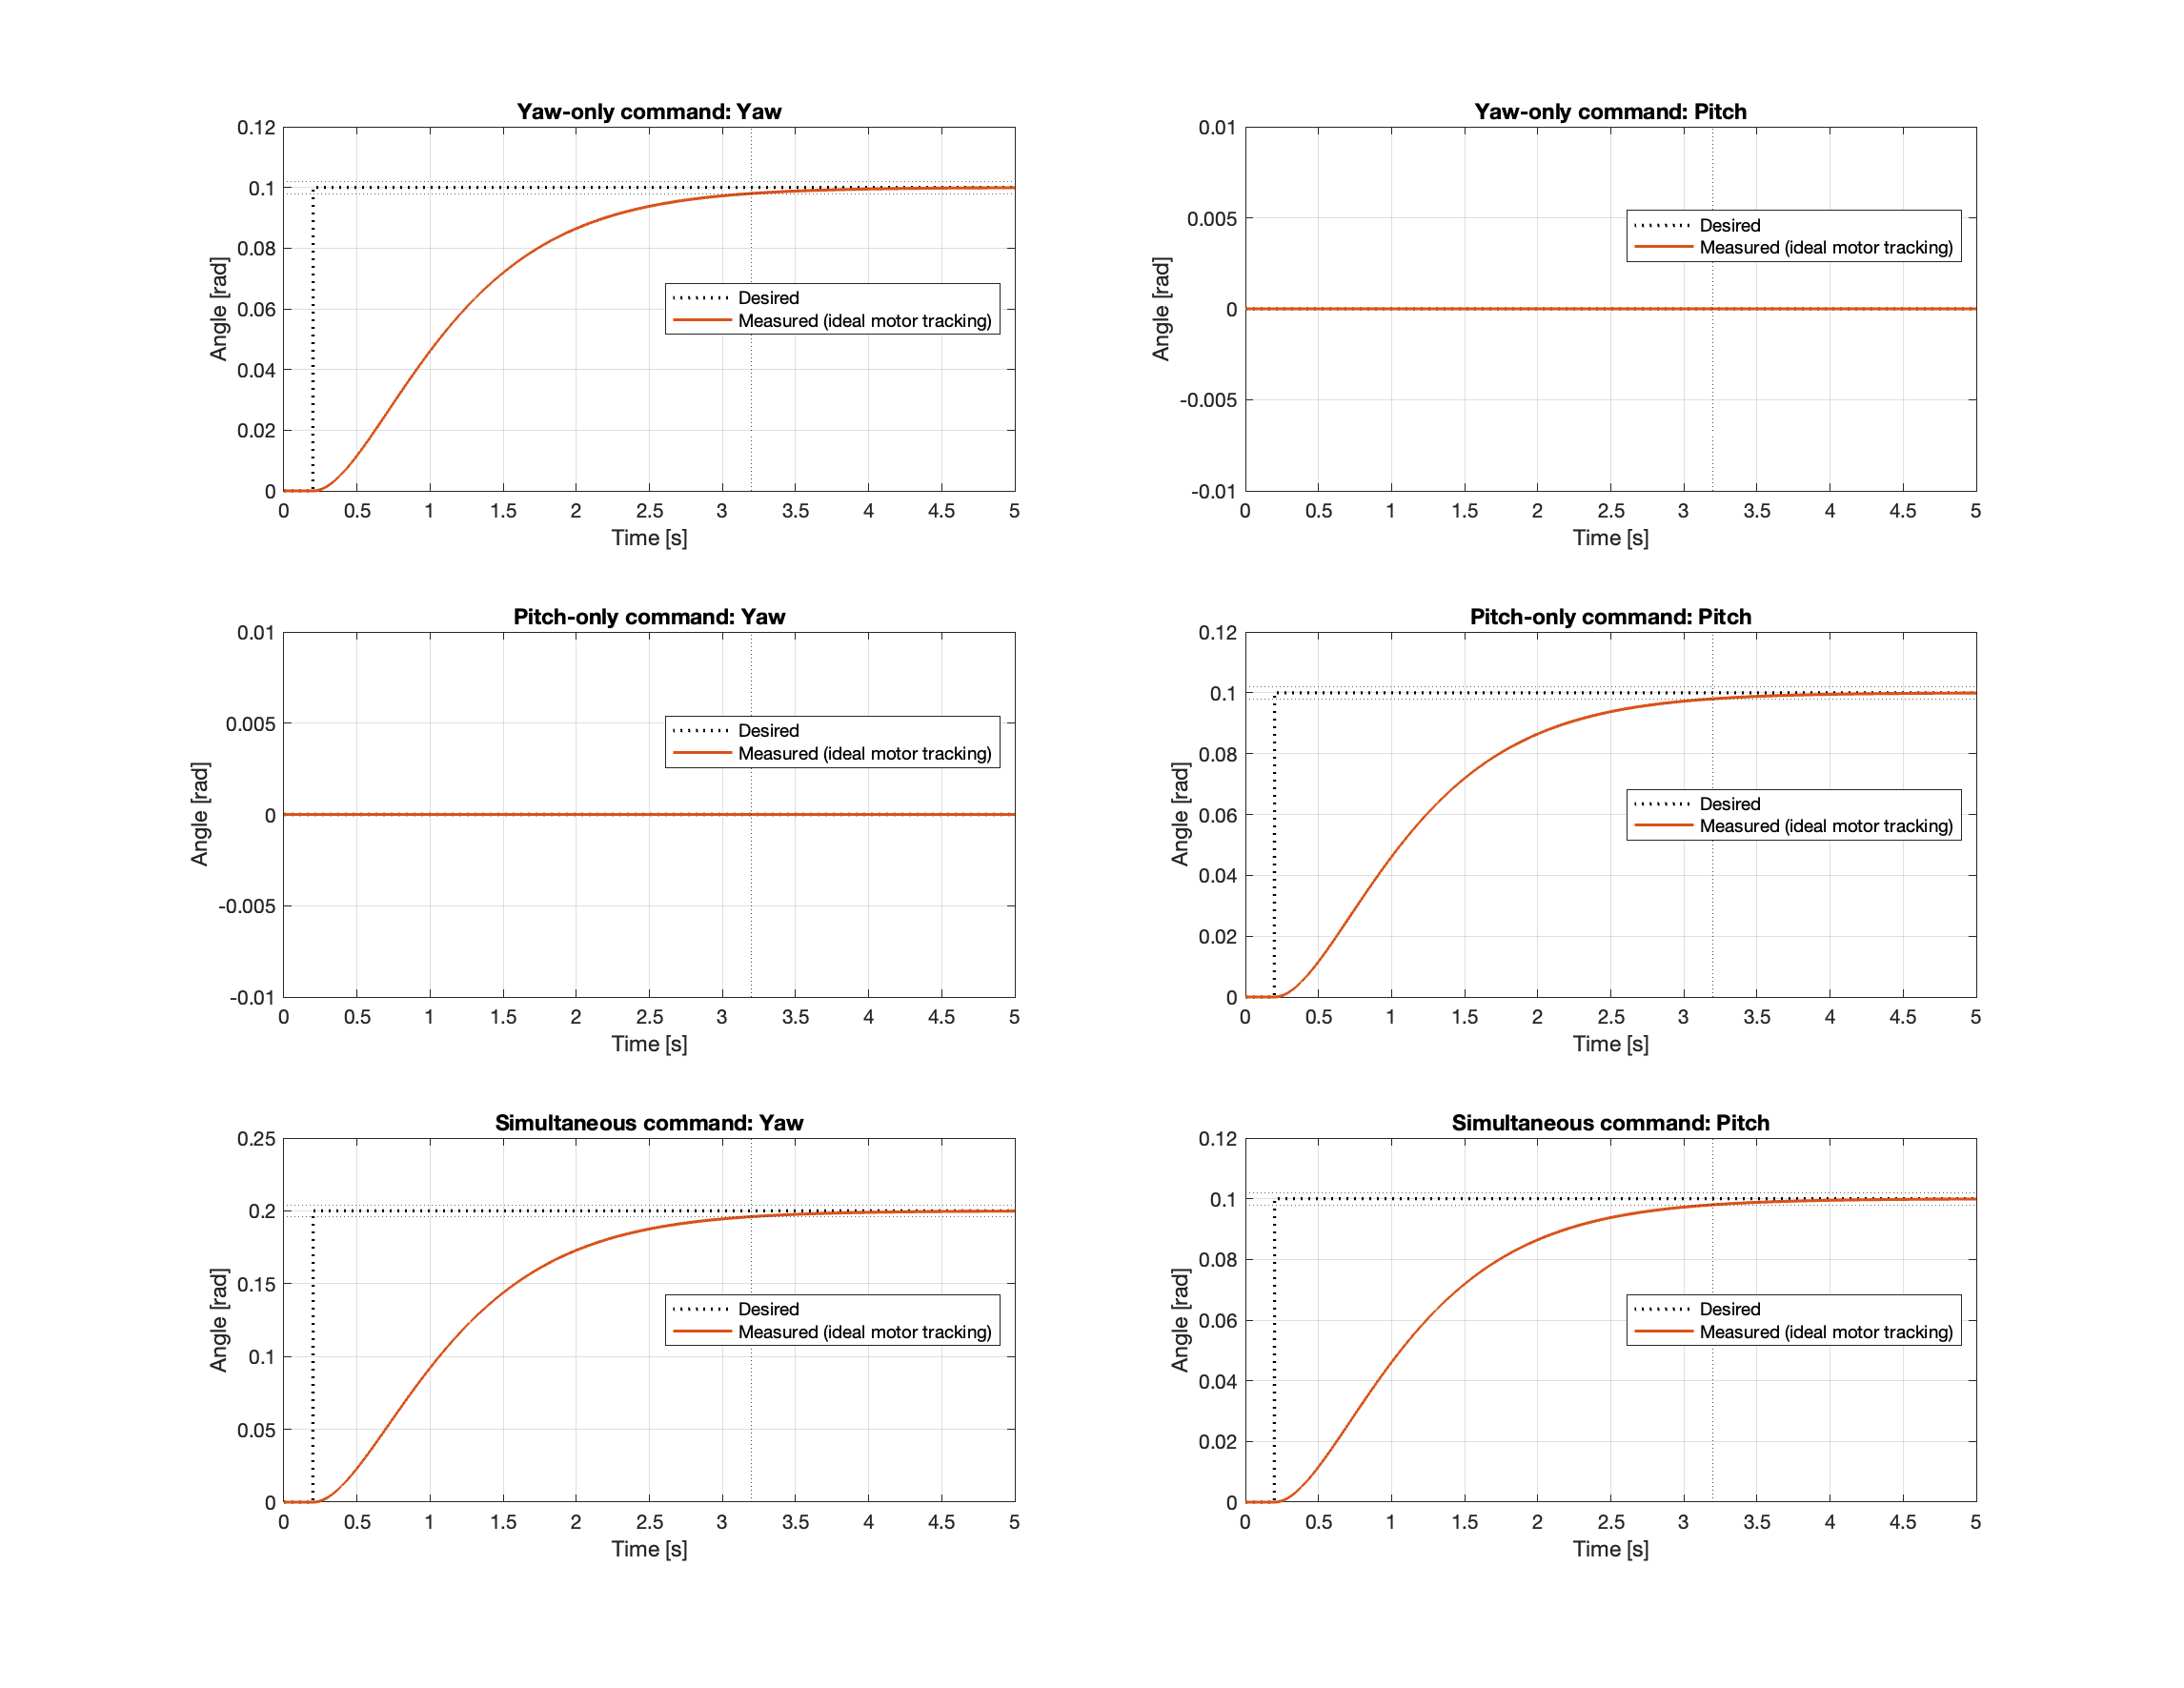 Yaw-only command: Yaw
0.12
0.1
0.08
0.06
0.04
0.02
0
Angle [rad]
Desired
Measured (ideal motor tracking)
0 0.5 1 1.5 2 2.5 3 3.5 4 4.5 5
Time [s]
Yaw-only command: Pitch
0.01
0.005
0
-0.005
-0.01
Angle [rad]
Desired
Measured (ideal motor tracking)
0 0.5 1 1.5 2 2.5 3 3.5 4 4.5 5
Time [s]
Pitch-only command: Yaw
0.01
0.005
0
-0.005
-0.01
Angle [rad]
Desired
Measured (ideal motor tracking)
0 0.5 1 1.5 2 2.5 3 3.5 4 4.5 5
Time [s]
Pitch-only command: Pitch
0.12
0.1
0.08
0.06
0.04
0.02
0
Angle [rad]
Desired
Measured (ideal motor tracking)
0 0.5 1 1.5 2 2.5 3 3.5 4 4.5 5
Time [s]
Simultaneous command: Yaw
0.25
0.2
0.15
0.1
0.05
0
Angle [rad]
Desired
Measured (ideal motor tracking)
0 0.5 1 1.5 2 2.5 3 3.5 4 4.5 5
Time [s]
Simultaneous command: Pitch
0.12
0.1
0.08
0.06
0.04
0.02
0
Angle [rad]
Desired
Measured (ideal motor tracking)
0 0.5 1 1.5 2 2.5 3 3.5 4 4.5 5
Time [s]